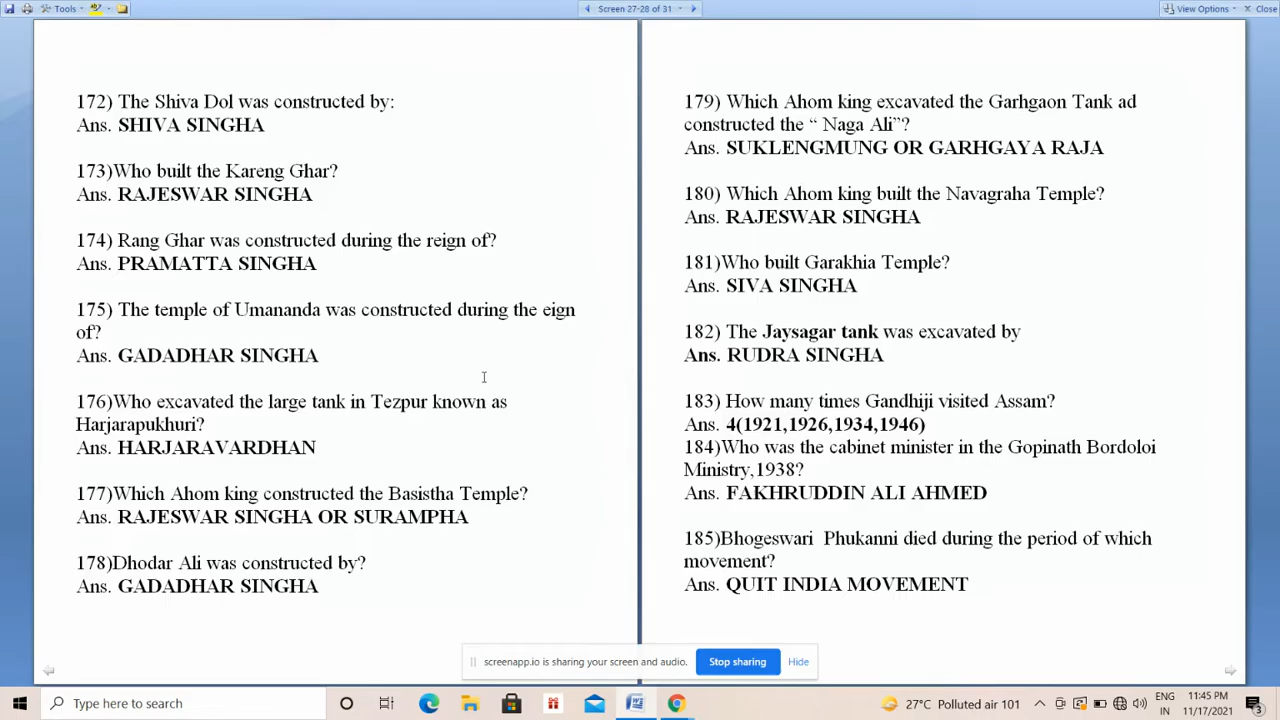 Tools
Screen 27-28 of 31
View Options
Close
172) The Shiva Dol was constructed by:
Ans. SHIVA SINGHA
173)Who built the Kareng Ghar?
Ans. RAJESWAR SINGHA
174) Rang Ghar was constructed during the reign of?
Ans. PRAMATTA SINGHA
175) The temple of Umananda was constructed during the eign
of?
Ans. GADADHAR SINGHA
176)Who excavated the large tank in Tezpur known as
Harjarapukhuri?
Ans. HARJARAVARDHAN
177)Which Ahom king constructed the Basistha Temple?
Ans. RAJESWAR SINGHA OR SURAMPHA
178)Dhodar Ali was constructed by?
Ans. GADADHAR SINGHA
179) Which Ahom king excavated the Garhgaon Tank ad
constructed the “ Naga Ali”?
Ans. SUKLENGMUNG OR GARHGAYA RAJA
180) Which Ahom king built the Navagraha Temple?
Ans. RAJESWAR SINGHA
181)Who built Garakhia Temple?
Ans. SIVA SINGHA
182) The Jaysagar tank was excavated by
Ans. RUDRA SINGHA
183) How many times Gandhiji visited Assam?
Ans. 4(1921,1926,1934,1946)
184)Who was the cabinet minister in the Gopinath Bordoloi
Ministry,1938?
Ans. FAKHRUDDIN ALI AHMED
185)Bhogeswari Phukanni died during the period of which
movement?
Ans. QUIT INDIA MOVEMENT
screenapp.io is sharing your screen and audio.
Stop sharing
Hide
Type here to search
27°C Polluted air 101
ENG
IN
11:45 PM
11/17/2021
3